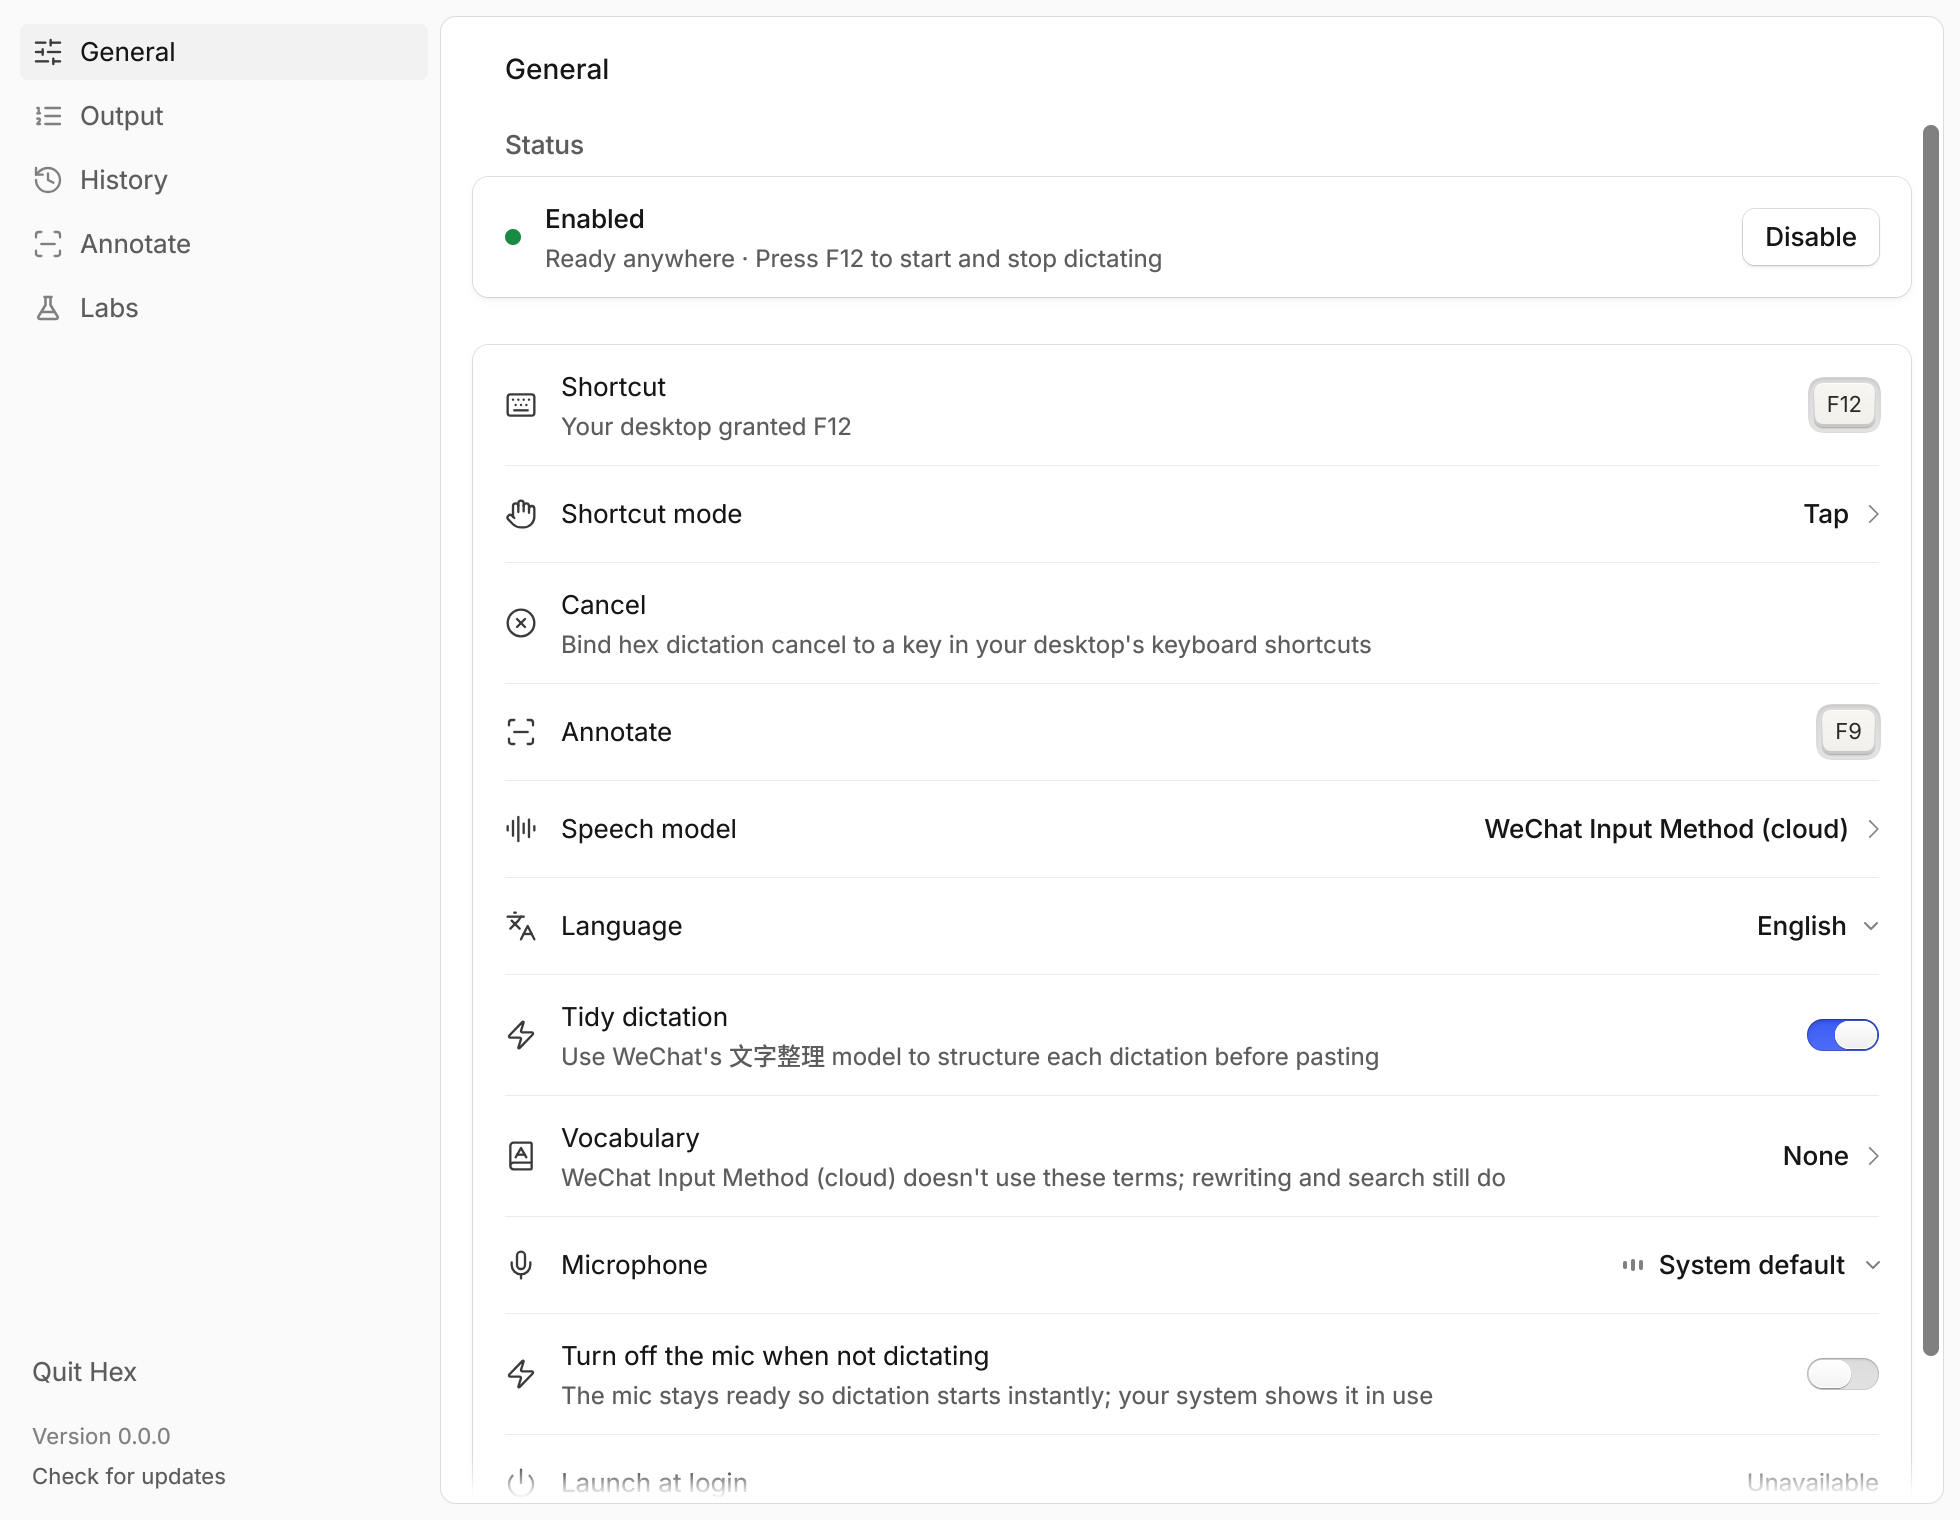 General
Output
History
Annotate
Labs
Quit Hex
Version 0.0.0
Check for updates
General
Status
Enabled
Ready anywhere · Press F12 to start and stop dictating
Disable
Shortcut
Your desktop granted F12
F12
Shortcut mode
Tap
Cancel
Bind hex dictation cancel to a key in your desktop's keyboard shortcuts
Annotate
F9
Speech model
WeChat Input Method (cloud)
Language
English
Tidy dictation
Use WeChat's 文字整理 model to structure each dictation before pasting
Vocabulary
WeChat Input Method (cloud) doesn't use these terms; rewriting and search still do
None
Microphone
System default
Turn off the mic when not dictating
The mic stays ready so dictation starts instantly; your system shows it in use
Launch at login
Unavailable